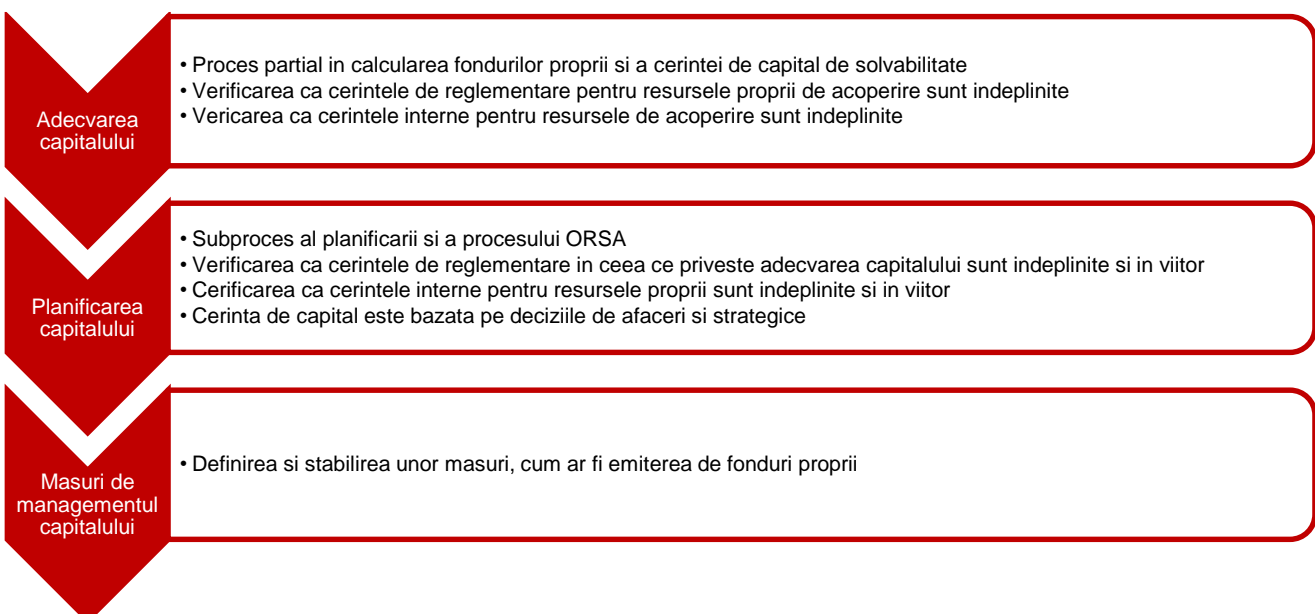 Adecvarea
capitalului
• Proces partial in calcularea fondurilor proprii si a cerintei de capital de solvabilitate
• Verificarea ca cerintele de reglementare pentru resursele proprii de acoperire sunt indeplinite
• Vericarea ca cerintele interne pentru resursele de acoperire sunt indeplinite
Planificarea
capitalului
• Subproces al planificarii si a procesului ORSA
• Verificarea ca cerintele de reglementare in ceea ce priveste adecvarea capitalului sunt indeplinite si in viitor
• Cerificarea ca cerintele interne pentru resursele proprii sunt indeplinite si in viitor
• Cerinta de capital este bazata pe deciziile de afaceri si strategice
Masuri de
managementul
capitalului
• Definirea si stabilirea unor masuri, cum ar fi emiterea de fonduri proprii